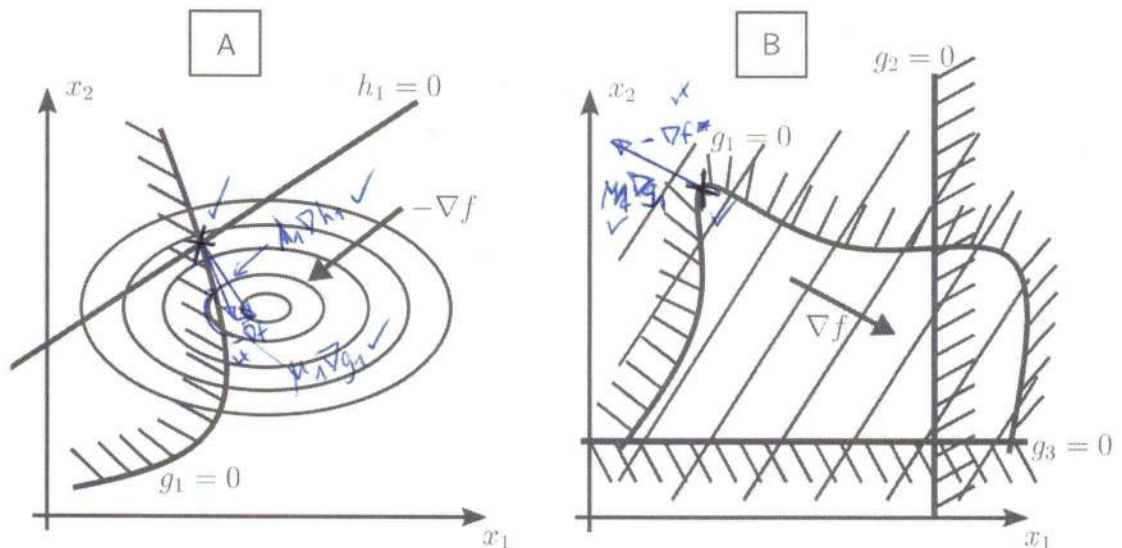 A
x₂
h₁ = 0
μ₁∇h₁
−∇f
-∇f
μ₁∇g₁
g₁ = 0
x₁
B
g₂ = 0
x₂
-∇f*
g₁ = 0
∇g₁
∇f
g₃ = 0
x₁